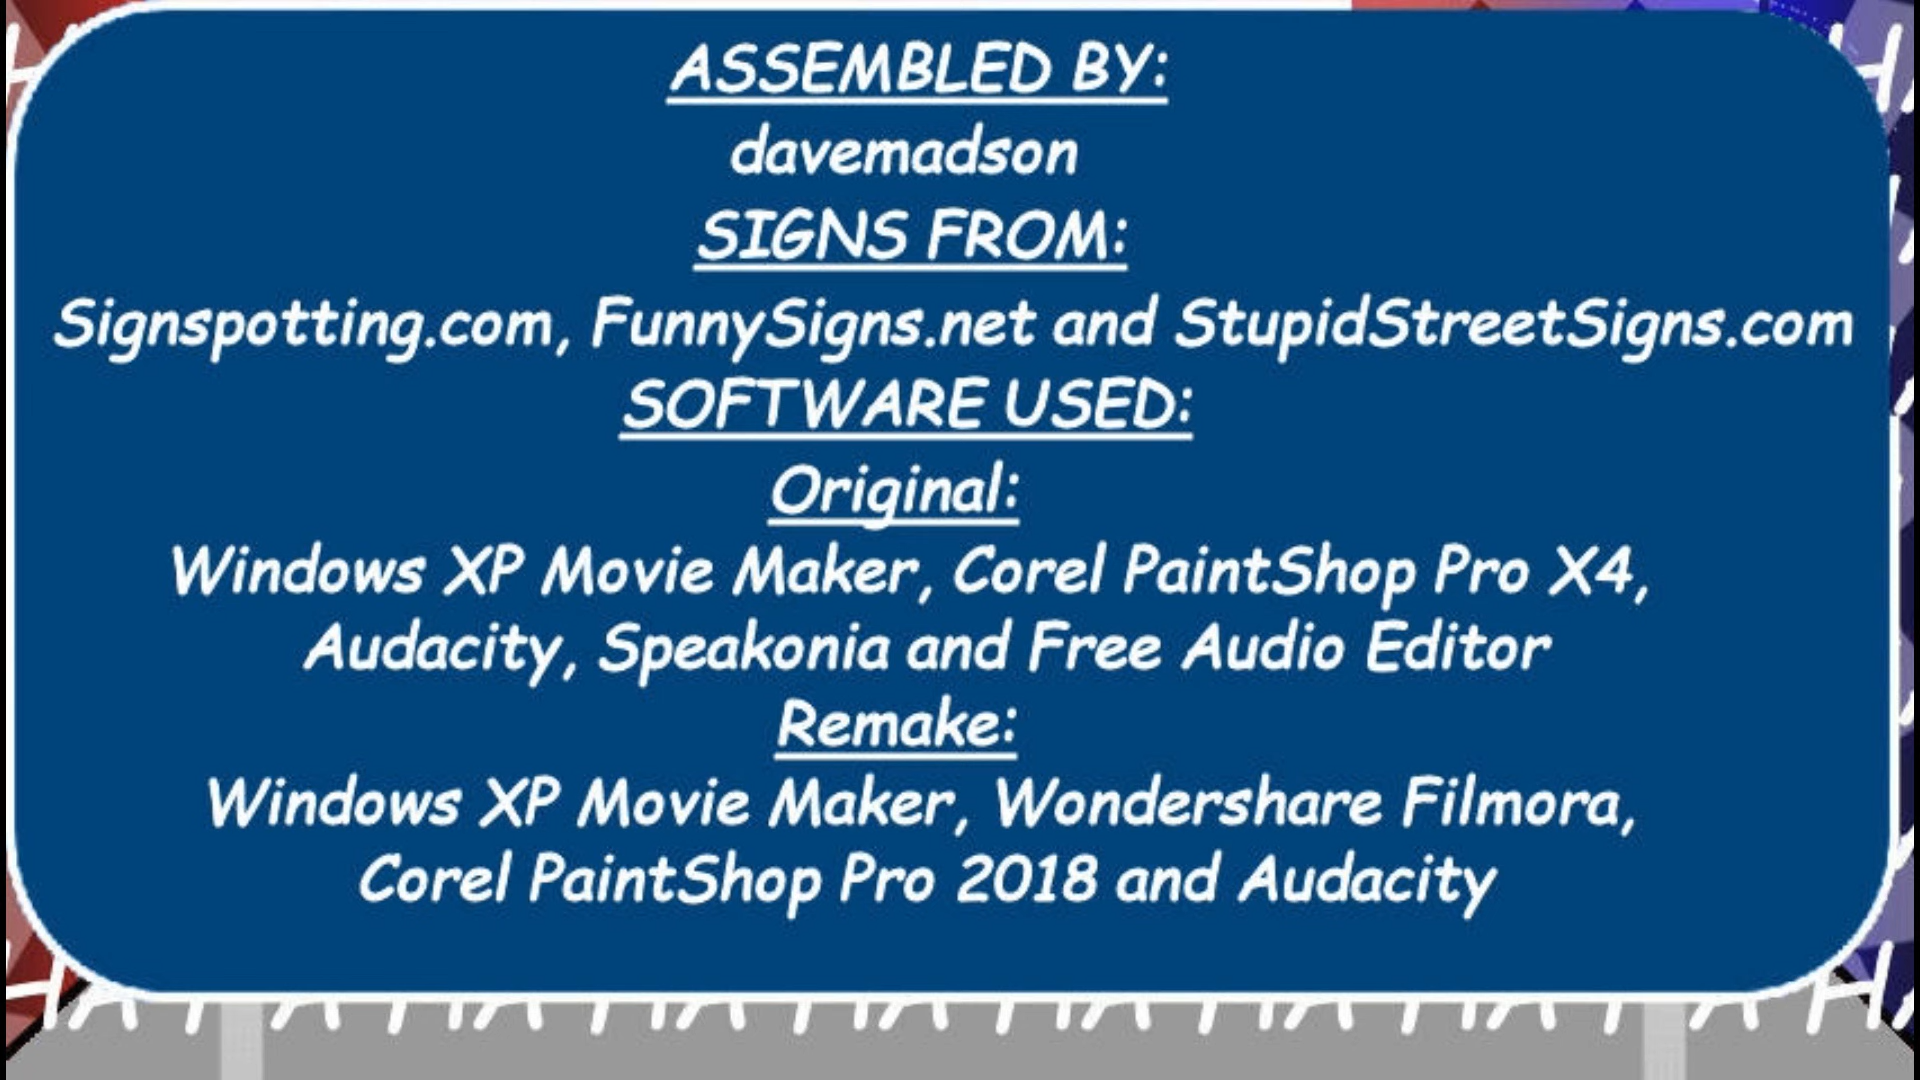 ASSEMBLED BY:
davemadson
SIGNS FROM:
Signspotting.com, FunnySigns.net and StupidStreetSigns.com
SOFTWARE USED:
Original:
Windows XP Movie Maker, Corel PaintShop Pro X4,
Audacity, Speakonia and Free Audio Editor
Remake:
Windows XP Movie Maker, Wondershare Filmora,
Corel PaintShop Pro 2018 and Audacity